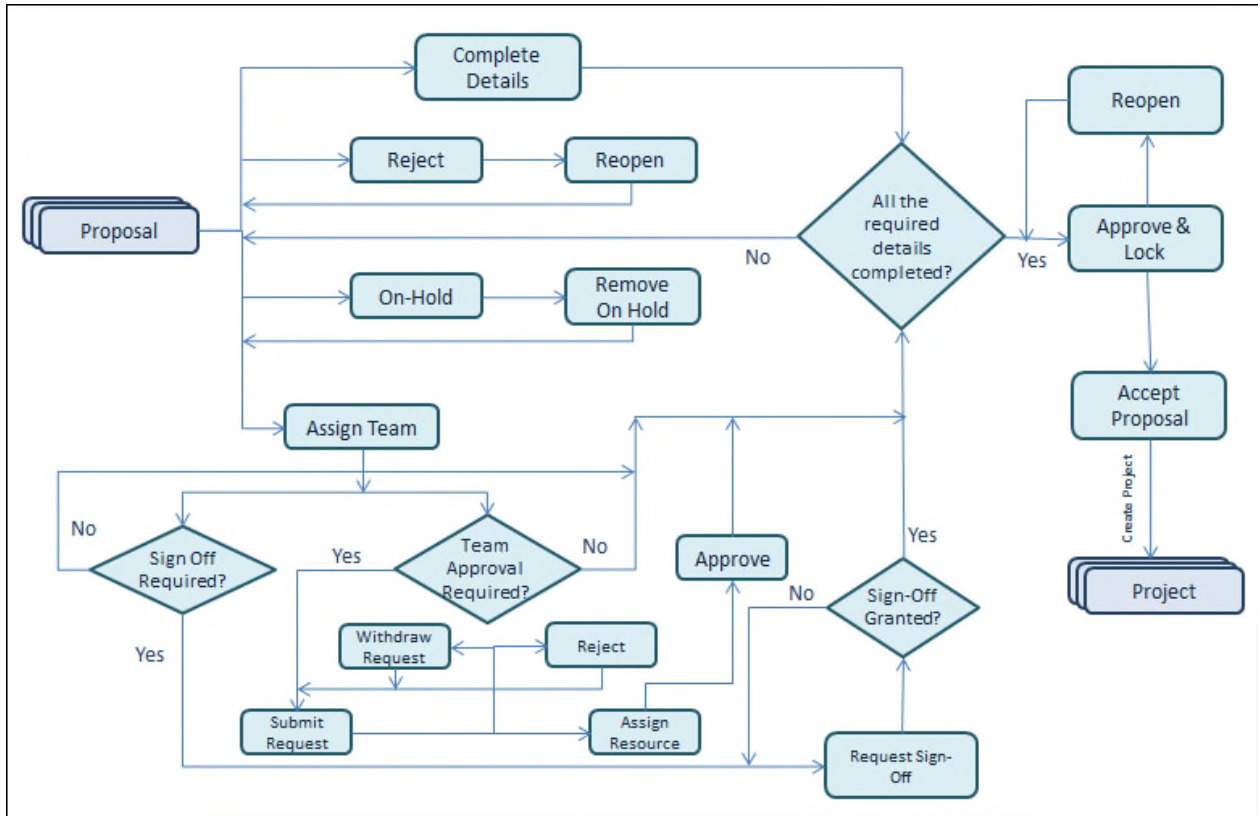 Complete
Details
Reopen
Reject
Reopen
All the
required
details
completed?
Proposal
Approve &
Lock
No
Yes
On-Hold
Remove
On Hold
Accept
Proposal
Assign Team
Create Project
No
Sign Off
Required?
Yes
Team
Approval
Required?
No
Approve
Yes
Sign-Off
Granted?
No
Project
Yes
Withdraw
Request
Reject
Submit
Request
Assign
Resource
Request Sign-
Off